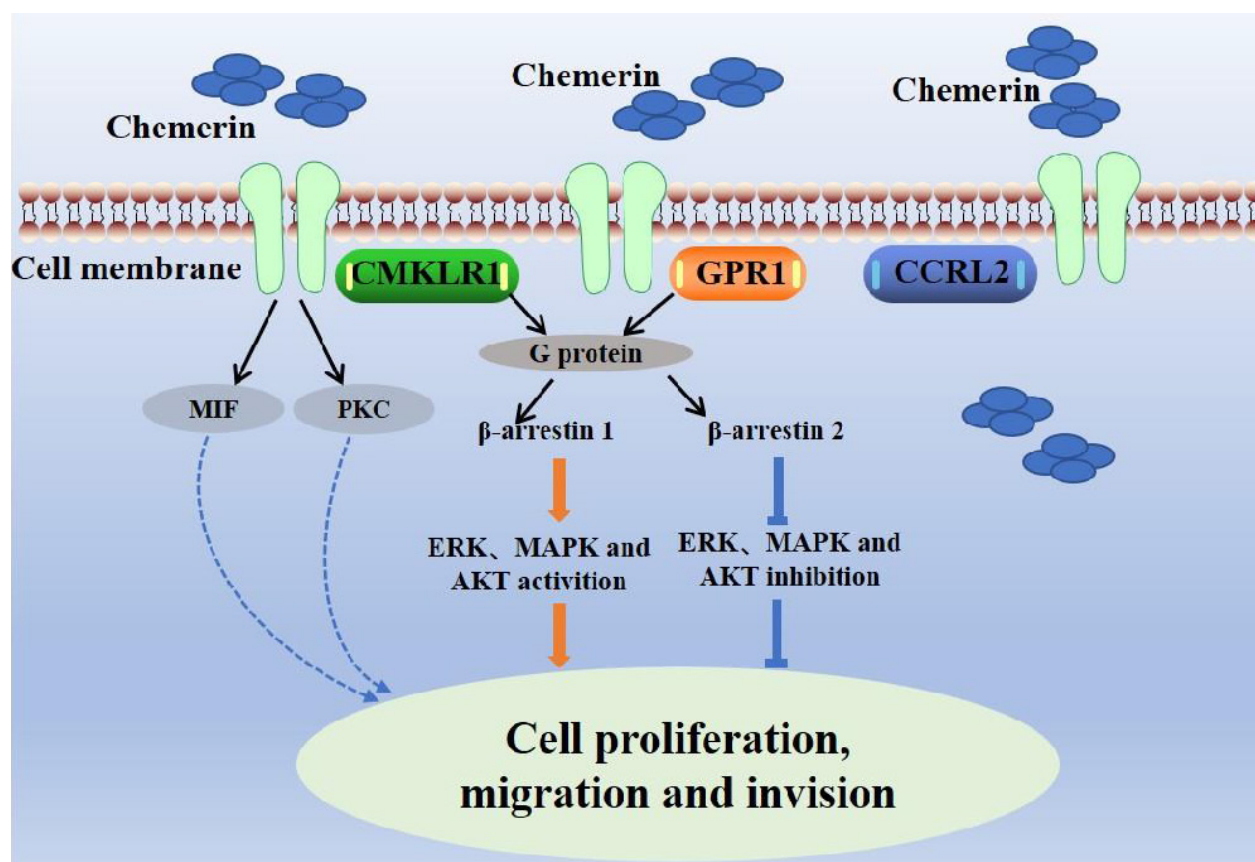 Chemerin
Chemerin
Chemerin
Cell membrane
CMKLR1
GPR1
CCRL2
G protein
MIF
PKC
β-arrestin 1
β-arrestin 2
ERK、MAPK and
AKT activition
ERK、MAPK and
AKT inhibition
Cell proliferation,
migration and invision